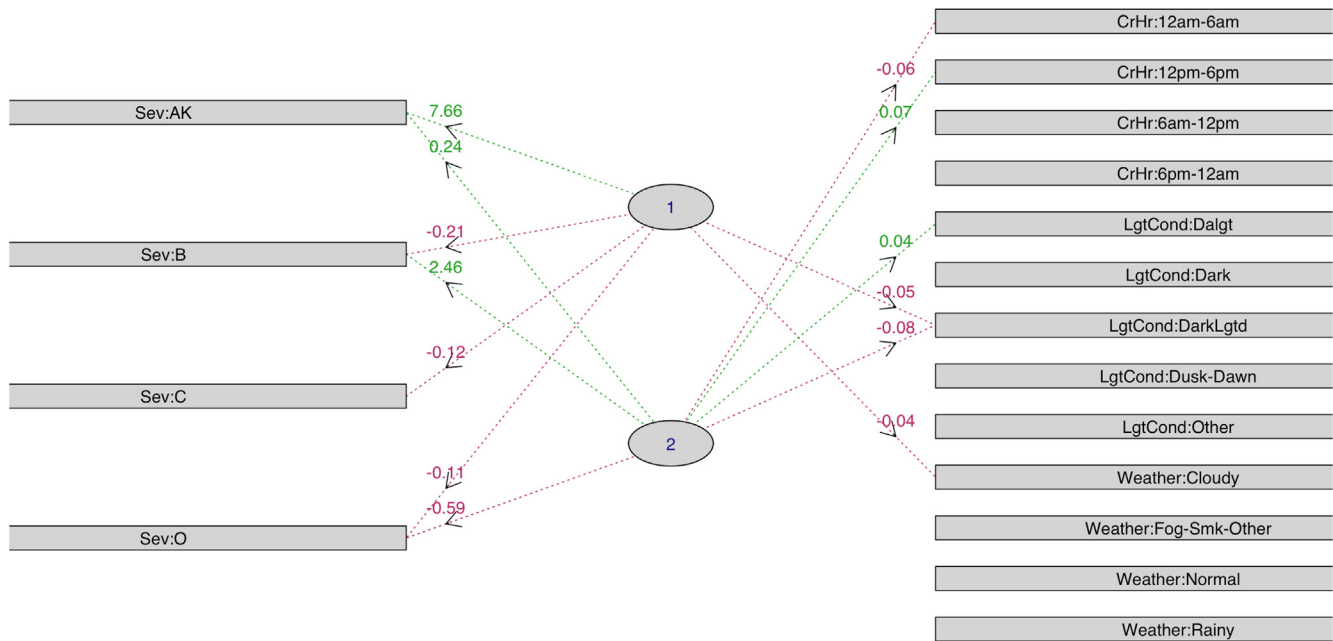 CrHr:12am-6am
-0.06
CrHr:12pm-6pm
7.66
Sev:AK
0.07
CrHr:6am-12pm
0.24
CrHr:6pm-12am
1
-0.21
LgtCond:Dalgt
0.04
Sev:B
2.46
LgtCond:Dark
-0.05
LgtCond:DarkLgtd
-0.08
-0.12
LgtCond:Dusk-Dawn
Sev:C
-0.04
LgtCond:Other
2
-0.11
Weather:Cloudy
-0.59
Weather:Fog-Smk-Other
Sev:O
Weather:Normal
Weather:Rainy